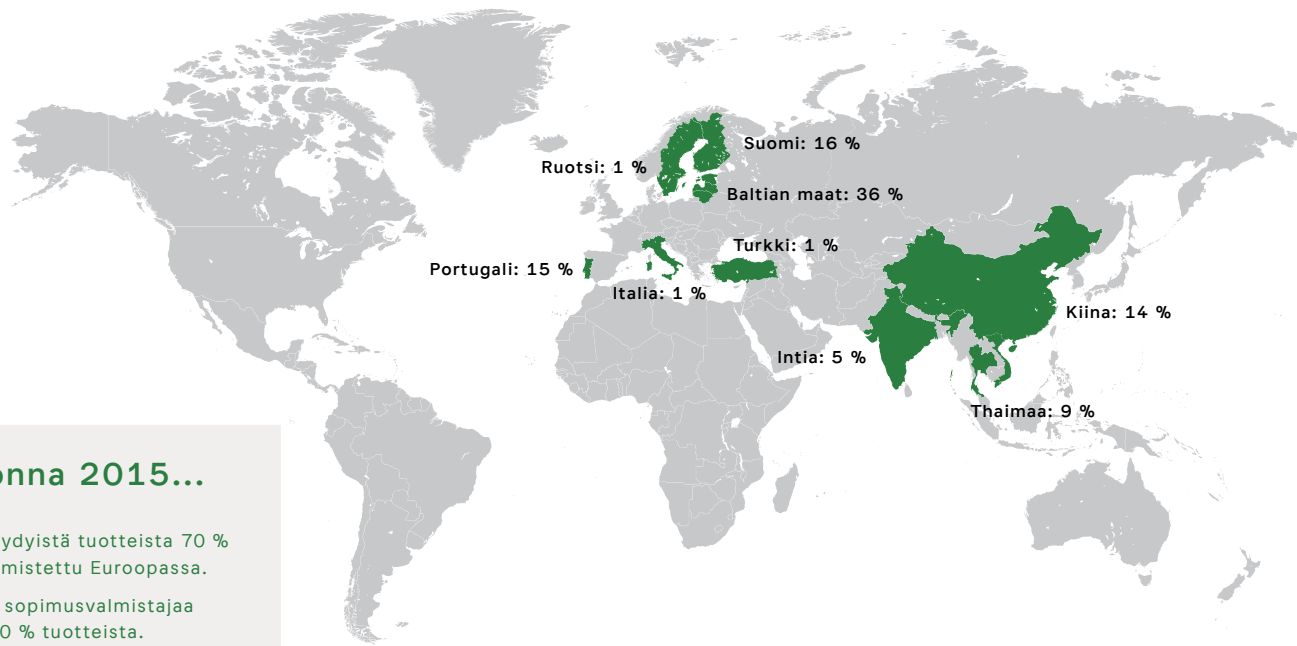 Suomi: 16 %
Ruotsi: 1 %
Baltian maat: 36 %
Turkki: 1 %
Portugali: 15 %
Italia: 1 %
Kiina: 14 %
Intia: 5 %
Thaimaa: 9 %
2015...
tuotteista 70 %
Euroopassa.
sopimusvalmistajaa
% tuotteista.